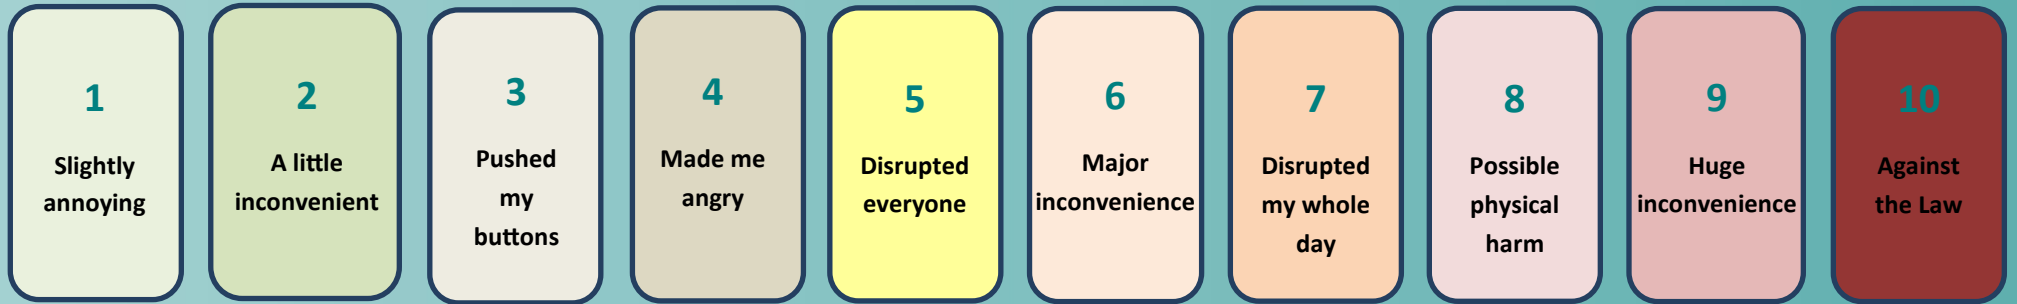 1
Slightly
annoying
2
A little
inconvenient
3
Pushed
my
buttons
4
Made me
angry
5
Disrupted
everyone
6
Major
inconvenience
7
Disrupted
my whole
day
8
Possible
physical
harm
9
Huge
inconvenience
10
Against
the Law